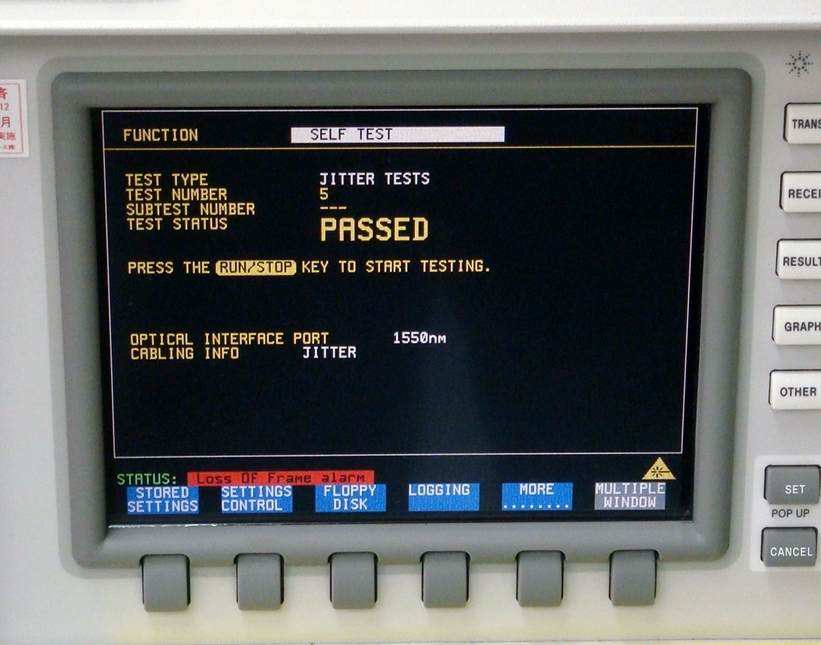 FUNCTION SELF TEST
TEST TYPE JITTER TESTS
TEST NUMBER 5
SUBTEST NUMBER ---
TEST STATUS PASSED
PRESS THE RUN/STOP KEY TO START TESTING.
OPTICAL INTERFACE PORT 1550nm
CABLING INFO JITTER
STATUS: Loss Of Frame alarm
STORED SETTINGS
SETTINGS CONTROL
FLOPPY DISK
LOGGING
MORE ........
MULTIPLE WINDOW
12
月
実施
TRANS
RECEI
RESULT
GRAPH
OTHER
SET
POP UP
CANCEL